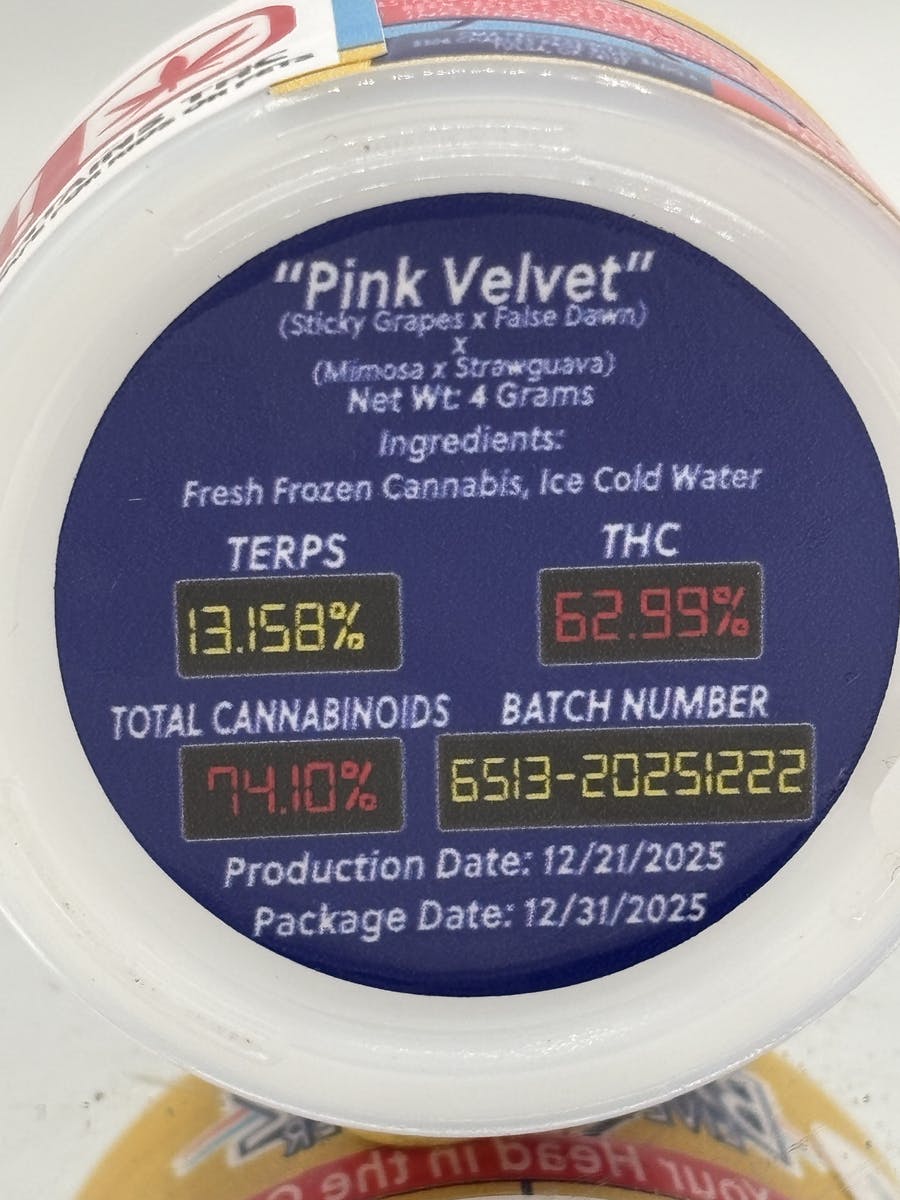 "Pink Velvet"
(Sticky Grapes x False Dawn)
x
(Mimosa x Strawguava)
Net Wt: 4 Grams
Ingredients:
Fresh Frozen Cannabis, Ice Cold Water
TERPS
13.158%
THC
62.99%
TOTAL CANNABINOIDS
74.10%
BATCH NUMBER
6513-20251222
Production Date: 12/21/2025
Package Date: 12/31/2025